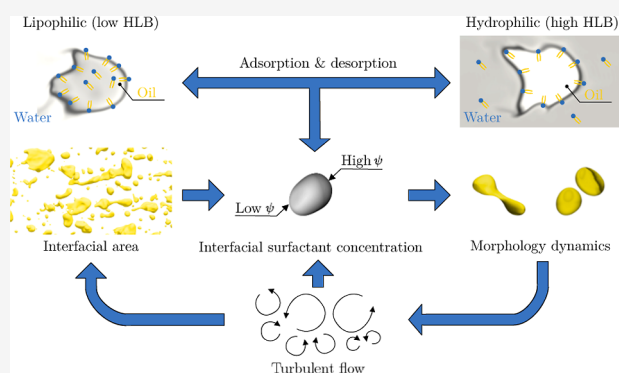 Lipophilic (low HLB)
Hydrophilic (high HLB)
Adsorption & desorption
Oil
Oil
Water
Water
High ψ
Low ψ
Interfacial area
Interfacial surfactant concentration
Morphology dynamics
Turbulent flow